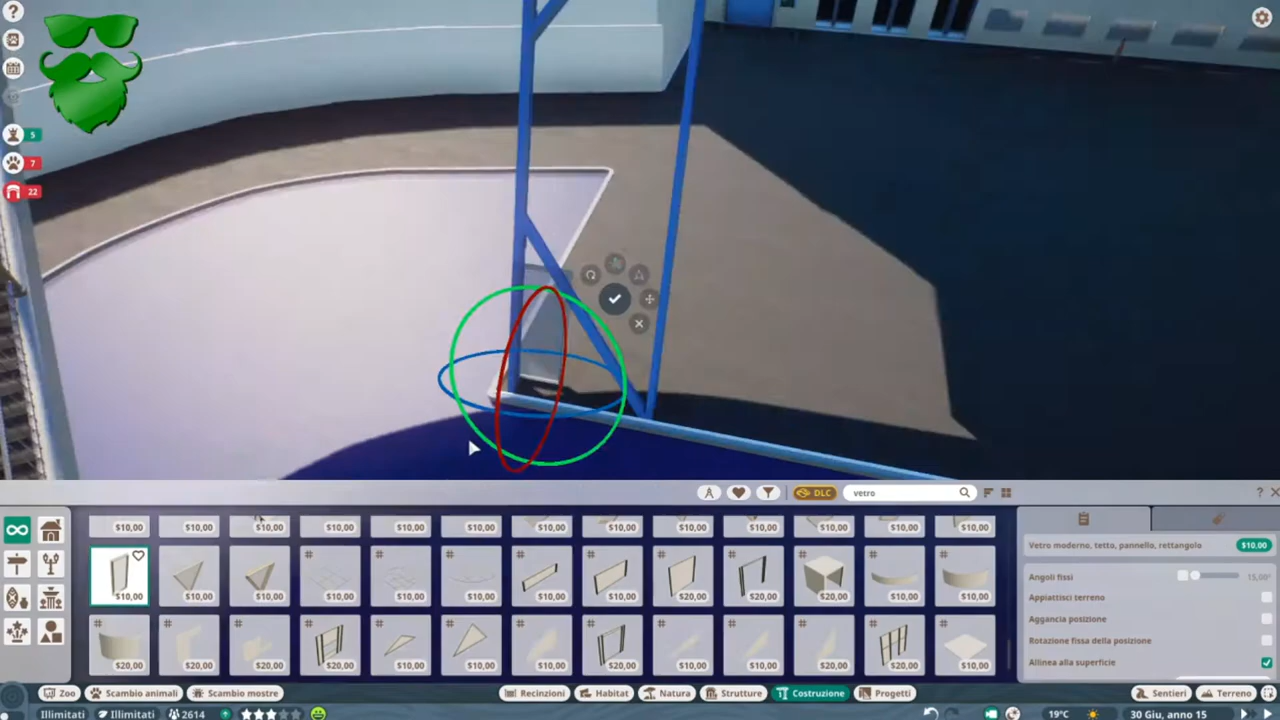 ?
5
7
22
DLC
vetro
?
$10,00 $10,00 $10,00 $10,00 $10,00 $10,00 $10,00 $10,00 $10,00 $10,00 $10,00 $10,00 $10,00
$10,00 $10,00 $10,00 $10,00 $10,00 $10,00 $10,00 $10,00 $20,00 $20,00 $20,00 $10,00 $10,00
$20,00 $10,00 $20,00 $20,00 $10,00 $10,00 $10,00 $20,00 $10,00 $10,00 $20,00 $20,00 $10,00
Vetro moderno, tetto, pannello, rettangolo $10,00
Angoli fissi 15,00°
Appiattisci terreno
Aggancia posizione
Rotazione fissa della posizione
Allinea alla superficie
Zoo Scambio animali Scambio mostre Recinzioni Habitat Natura Strutture Costruzione Progetti Sentieri Terreno
Illimitati Illimitati 2614 19°C 30 Giu, anno 15